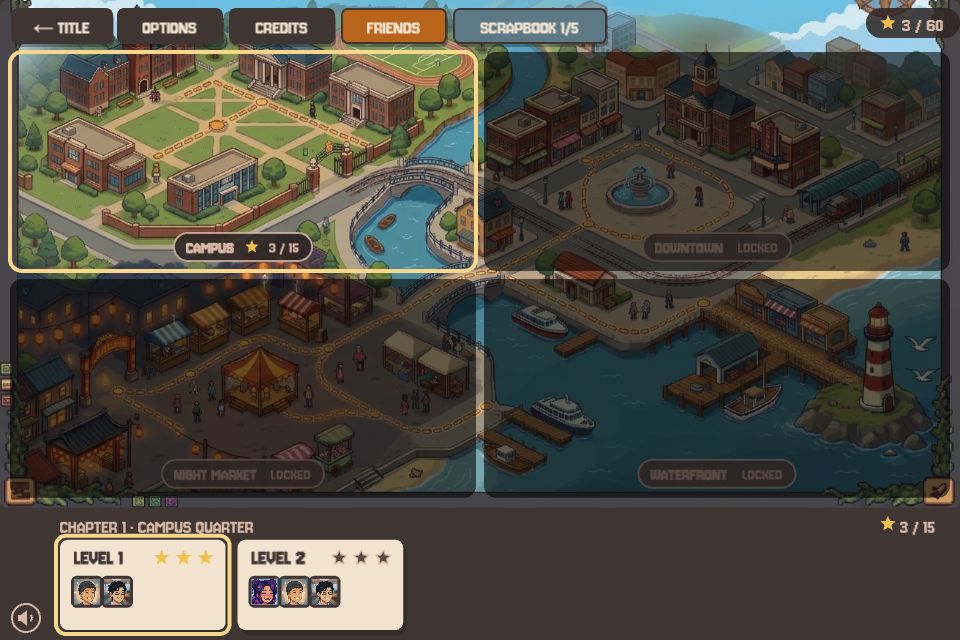 ← TITLE
OPTIONS
CREDITS
FRIENDS
SCRAPBOOK 1/5
3 / 60
CAMPUS 3 / 15
DOWNTOWN LOCKED
NIGHT MARKET LOCKED
WATERFRONT LOCKED
CHAPTER 1 · CAMPUS QUARTER
3 / 15
LEVEL 1
LEVEL 2